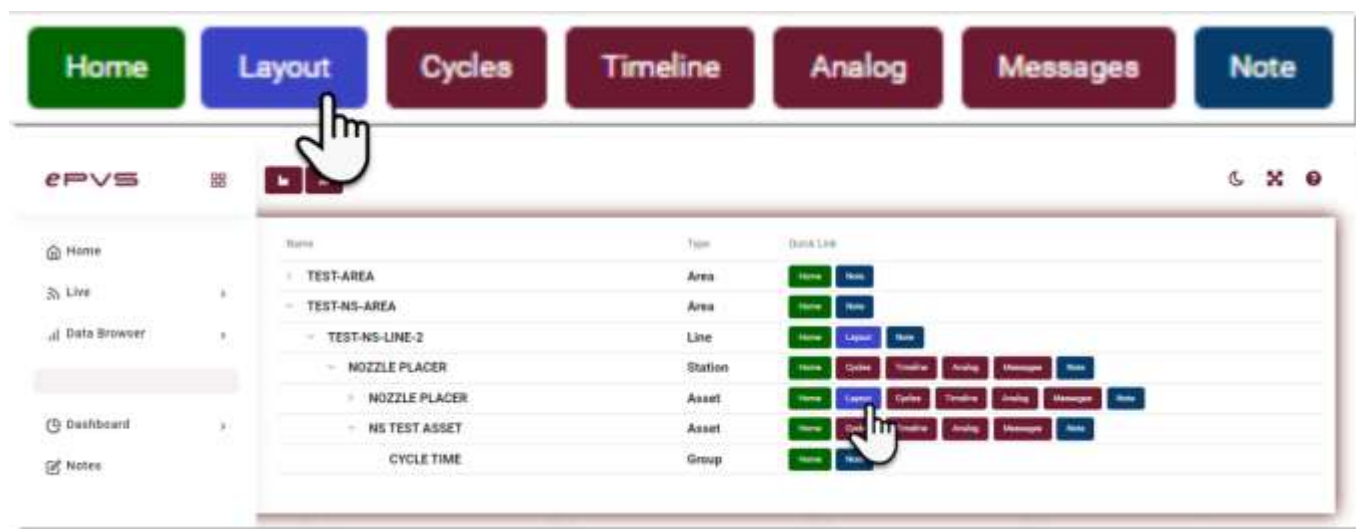 Home Layout Cycles Timeline Analog Messages Note
ePVS
Home
Live
Data Browser
Dashboard
Notes
Name Type Quick Link
TEST-AREA Area Home Note
TEST-NS-AREA Area Home Note
TEST-NS-LINE-2 Line Home Layout Note
NOZZLE PLACER Station Home Cycles Timeline Analog Messages Note
NOZZLE PLACER Asset Home Layout Cycles Timeline Analog Messages Note
NS TEST ASSET Asset Home Timeline Analog Messages Note
CYCLE TIME Group Home Note